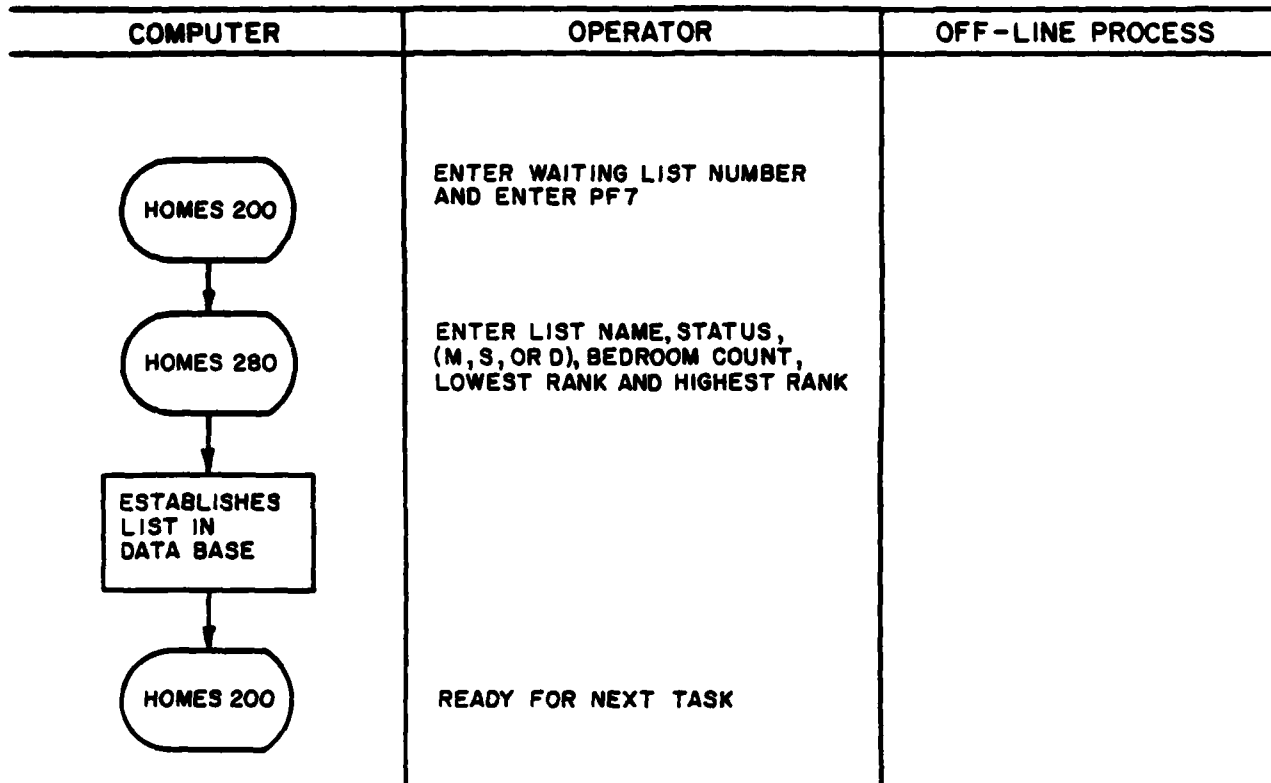 COMPUTER
OPERATOR
OFF-LINE PROCESS
HOMES 200
ENTER WAITING LIST NUMBER
AND ENTER PF7
HOMES 280
ENTER LIST NAME, STATUS,
(M, S, OR D), BEDROOM COUNT,
LOWEST RANK AND HIGHEST RANK
ESTABLISHES
LIST IN
DATA BASE
HOMES 200
READY FOR NEXT TASK